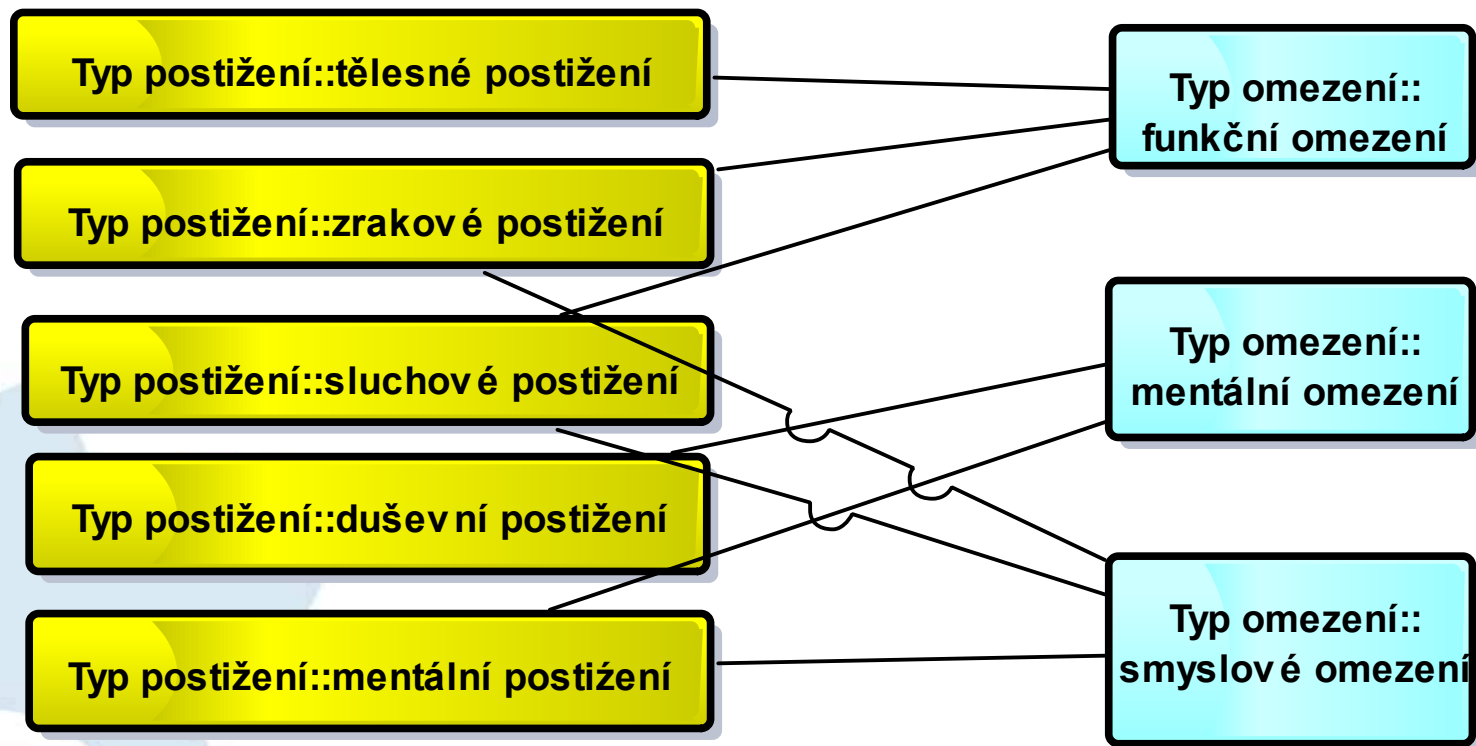 Typ postižení::tělesné postižení
Typ postižení::zrakové postižení
Typ postižení::sluchové postižení
Typ postižení::duševní postižení
Typ postižení::mentální postiźení
Typ omezení::
funkční omezení
Typ omezení::
mentální omezení
Typ omezení::
smyslové omezení